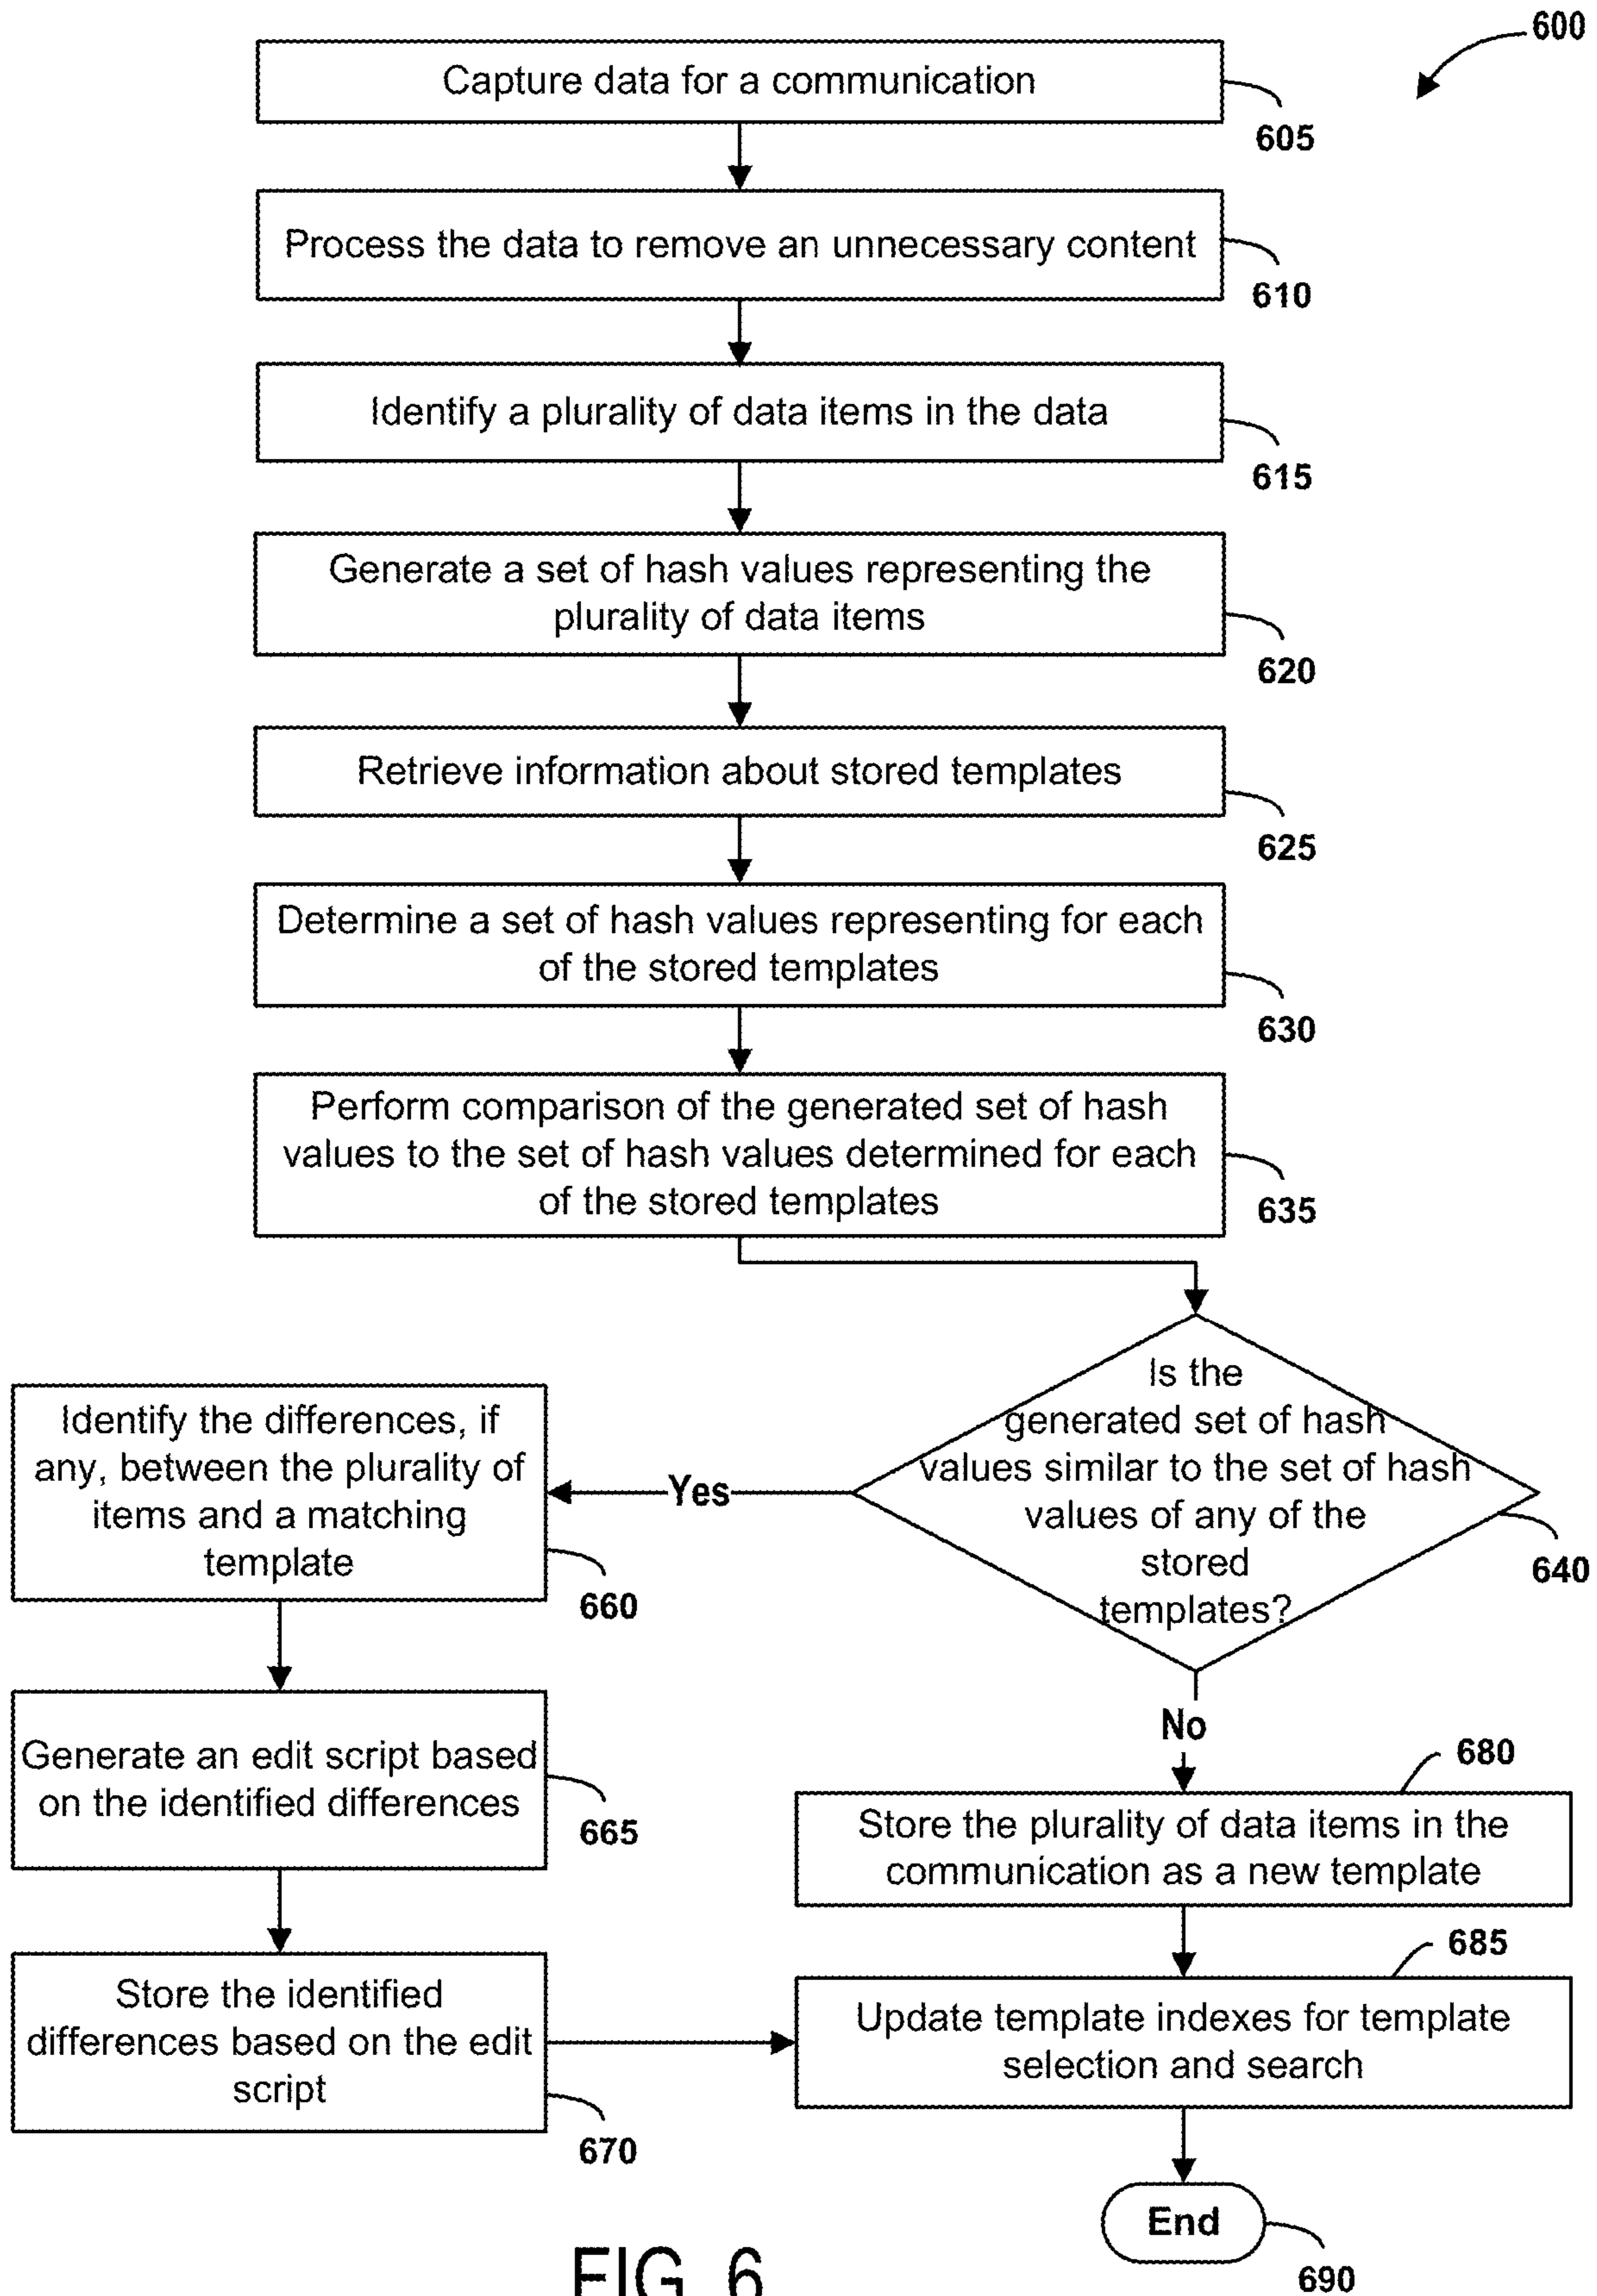 600
Capture data for a communication
605
Process the data to remove an unnecessary content
610
Identify a plurality of data items in the data
615
Generate a set of hash values representing the
plurality of data items
620
Retrieve information about stored templates
625
Determine a set of hash values representing for each
of the stored templates
630
Perform comparison of the generated set of hash
values to the set of hash values determined for each
of the stored templates
635
Is the
generated set of hash
values similar to the set of hash
values of any of the
stored
templates?
640
Yes
Identify the differences, if
any, between the plurality of
items and a matching
template
660
Generate an edit script based
on the identified differences
665
Store the identified
differences based on the edit
script
670
No
680
Store the plurality of data items in the
communication as a new template
685
Update template indexes for template
selection and search
End
690
FIG. 6